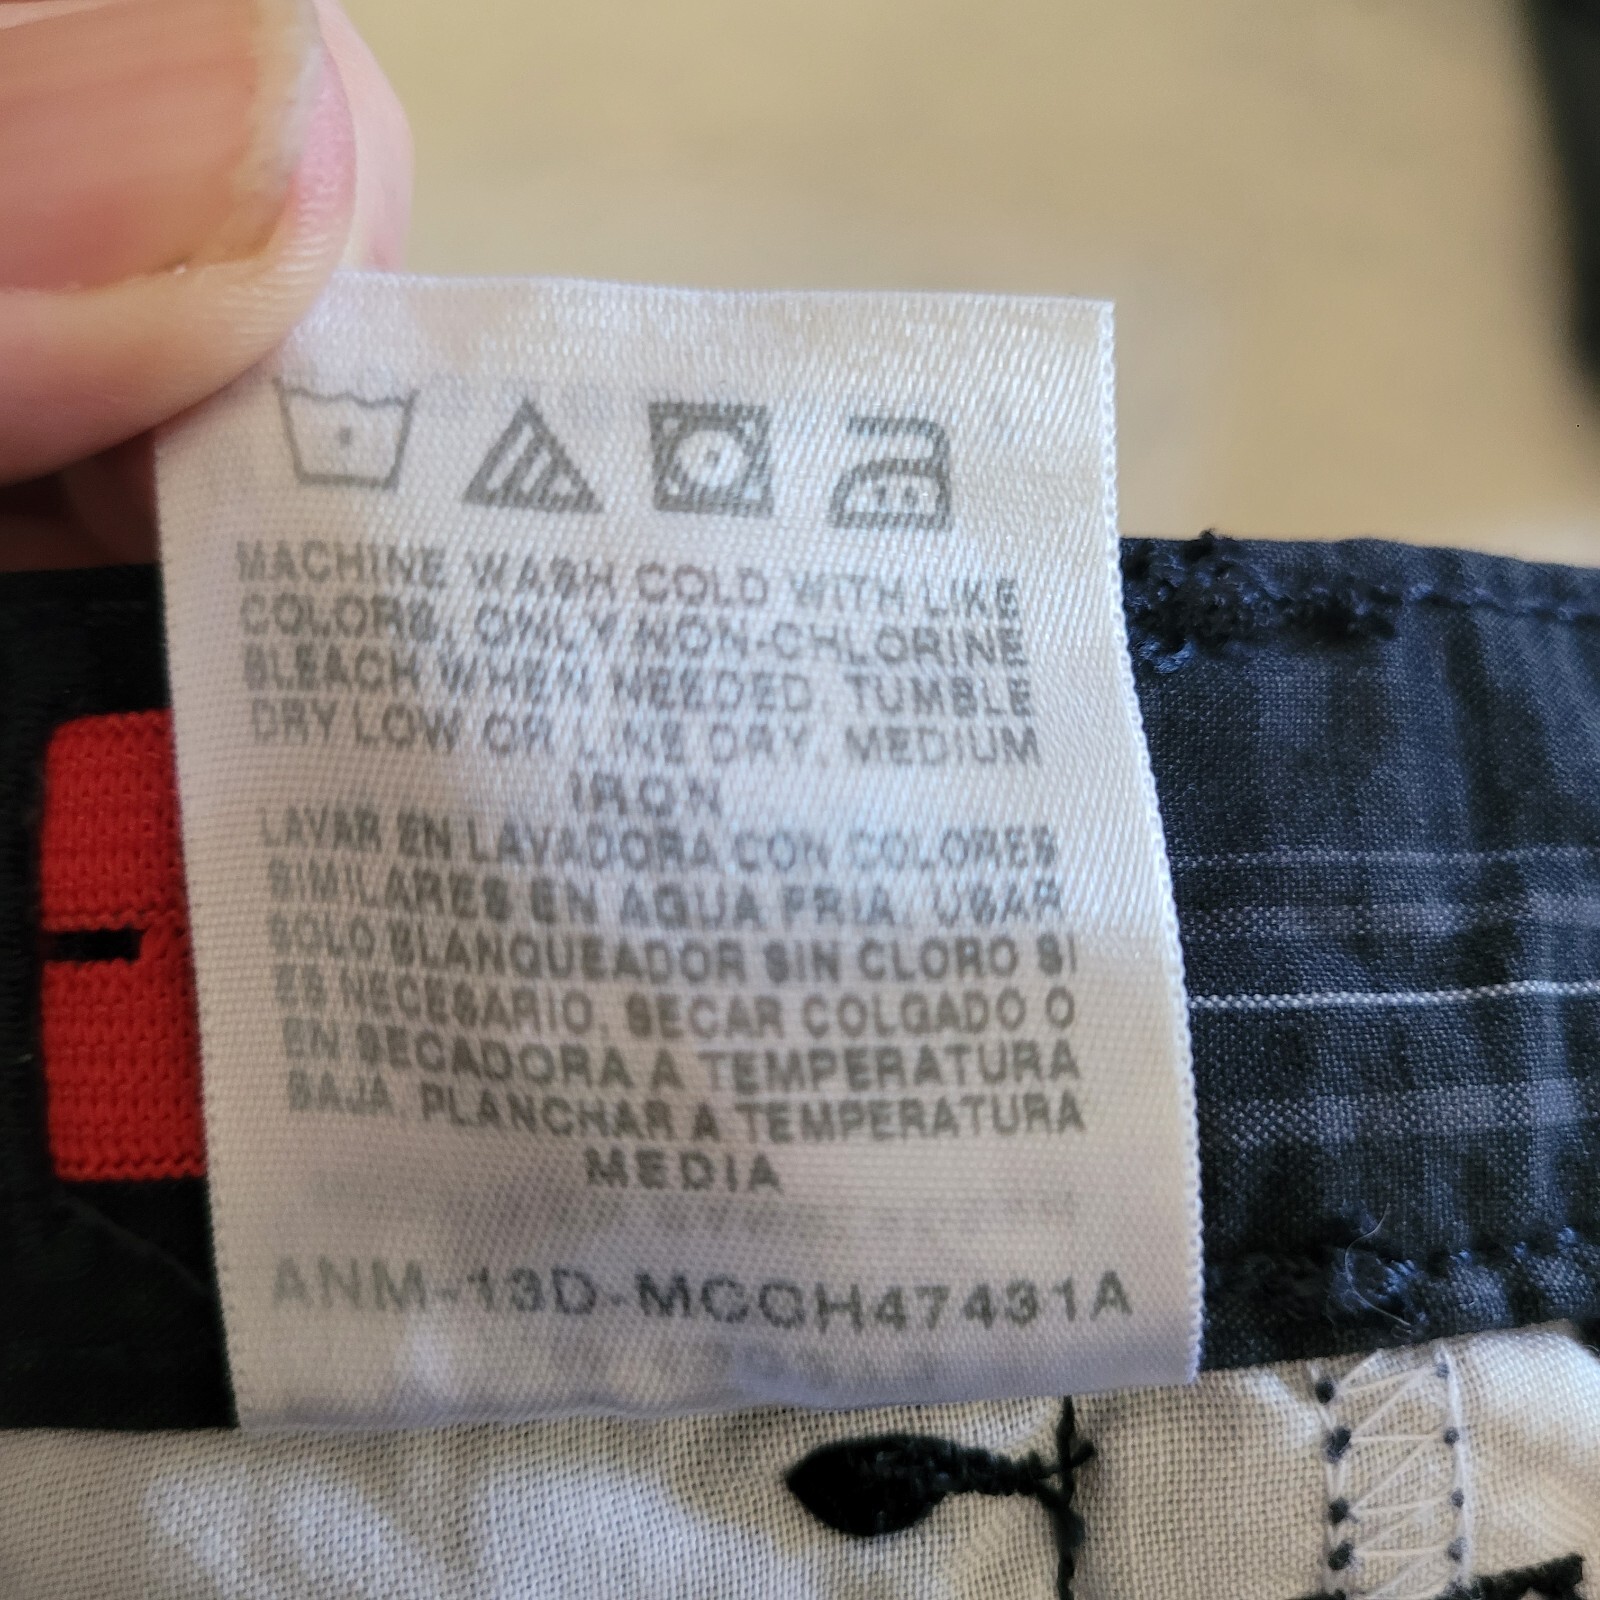 MACHINE WASH COLD WITH LIKE
COLORS, ONLY NON-CHLORINE
BLEACH WHEN NEEDED, TUMBLE
DRY LOW OR LINE DRY, MEDIUM
IRON
LAVAR EN LAVADORA CON COLORES
SIMILARES EN AGUA FRIA, USAR
SOLO BLANQUEADOR SIN CLORO SI
ES NECESARIO, SECAR COLGADO O
EN SECADORA A TEMPERATURA
BAJA, PLANCHAR A TEMPERATURA
MEDIA
ANM-13D-MCCH47431A